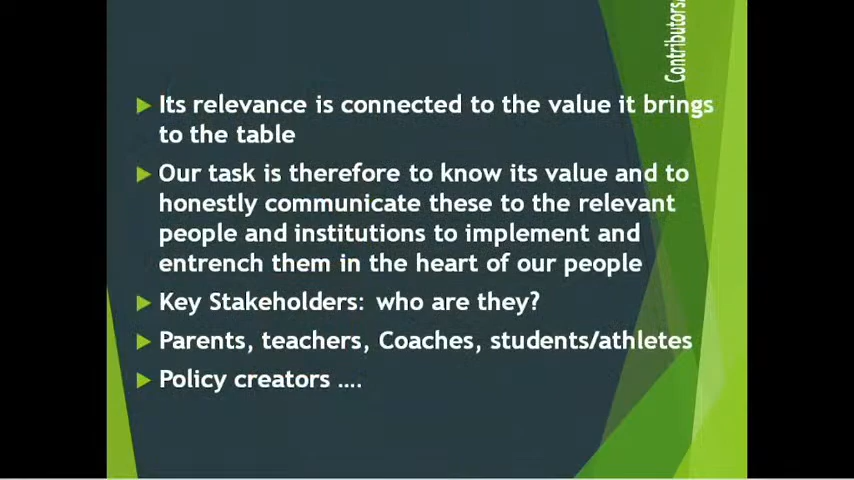 Contributors
Its relevance is connected to the value it brings
to the table
Our task is therefore to know its value and to
honestly communicate these to the relevant
people and institutions to implement and
entrench them in the heart of our people
Key Stakeholders: who are they?
Parents, teachers, Coaches, students/athletes
Policy creators ....